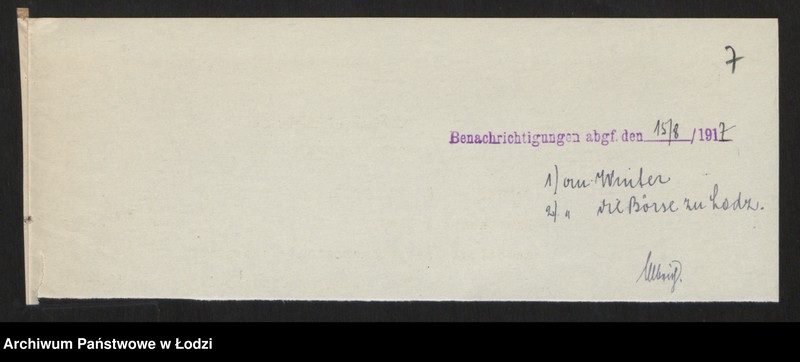 7
Benachrichtigungen abgf. den 15/8 /1917
1) an Winter
2) " die Börse zu Lodz.
Archiwum Państwowe w Łodzi